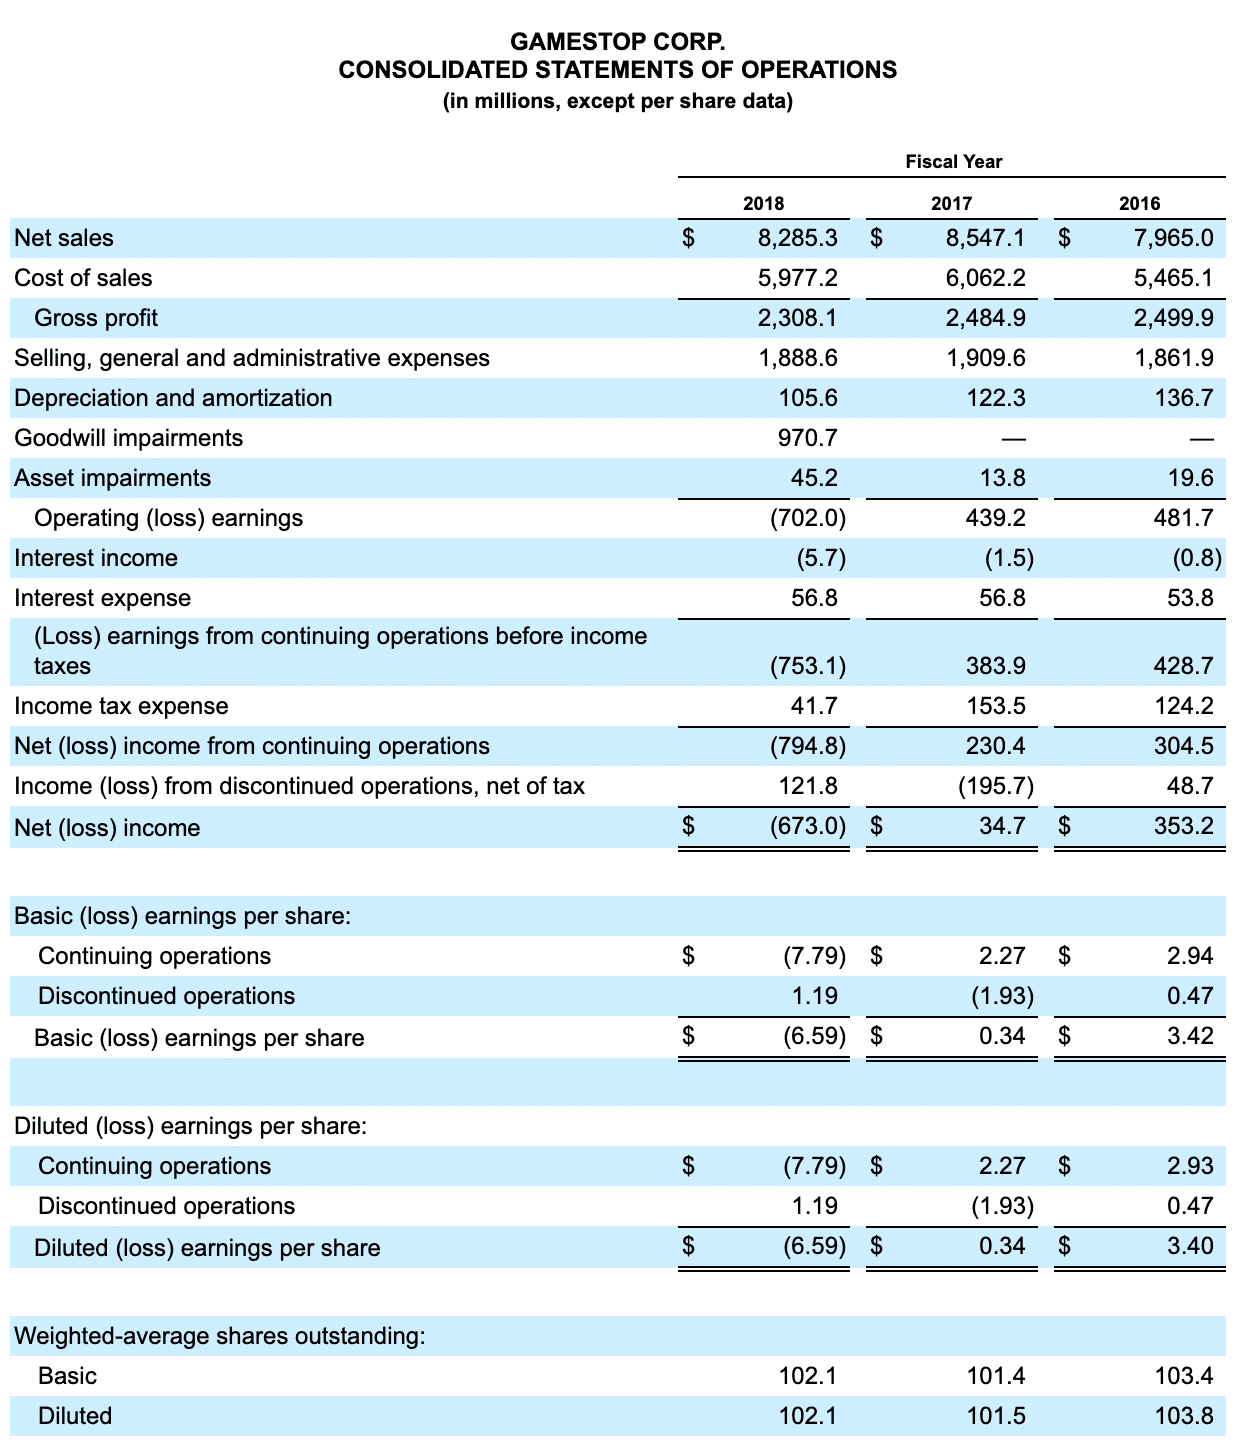 GAMESTOP CORP.
CONSOLIDATED STATEMENTS OF OPERATIONS
(in millions, except per share data)
Fiscal Year
2018 2017 2016
Net sales $ 8,285.3 $ 8,547.1 $ 7,965.0
Cost of sales 5,977.2 6,062.2 5,465.1
Gross profit 2,308.1 2,484.9 2,499.9
Selling, general and administrative expenses 1,888.6 1,909.6 1,861.9
Depreciation and amortization 105.6 122.3 136.7
Goodwill impairments 970.7 — —
Asset impairments 45.2 13.8 19.6
Operating (loss) earnings (702.0) 439.2 481.7
Interest income (5.7) (1.5) (0.8)
Interest expense 56.8 56.8 53.8
(Loss) earnings from continuing operations before income
taxes (753.1) 383.9 428.7
Income tax expense 41.7 153.5 124.2
Net (loss) income from continuing operations (794.8) 230.4 304.5
Income (loss) from discontinued operations, net of tax 121.8 (195.7) 48.7
Net (loss) income $ (673.0) $ 34.7 $ 353.2
Basic (loss) earnings per share:
Continuing operations $ (7.79) $ 2.27 $ 2.94
Discontinued operations 1.19 (1.93) 0.47
Basic (loss) earnings per share $ (6.59) $ 0.34 $ 3.42
Diluted (loss) earnings per share:
Continuing operations $ (7.79) $ 2.27 $ 2.93
Discontinued operations 1.19 (1.93) 0.47
Diluted (loss) earnings per share $ (6.59) $ 0.34 $ 3.40
Weighted-average shares outstanding:
Basic 102.1 101.4 103.4
Diluted 102.1 101.5 103.8